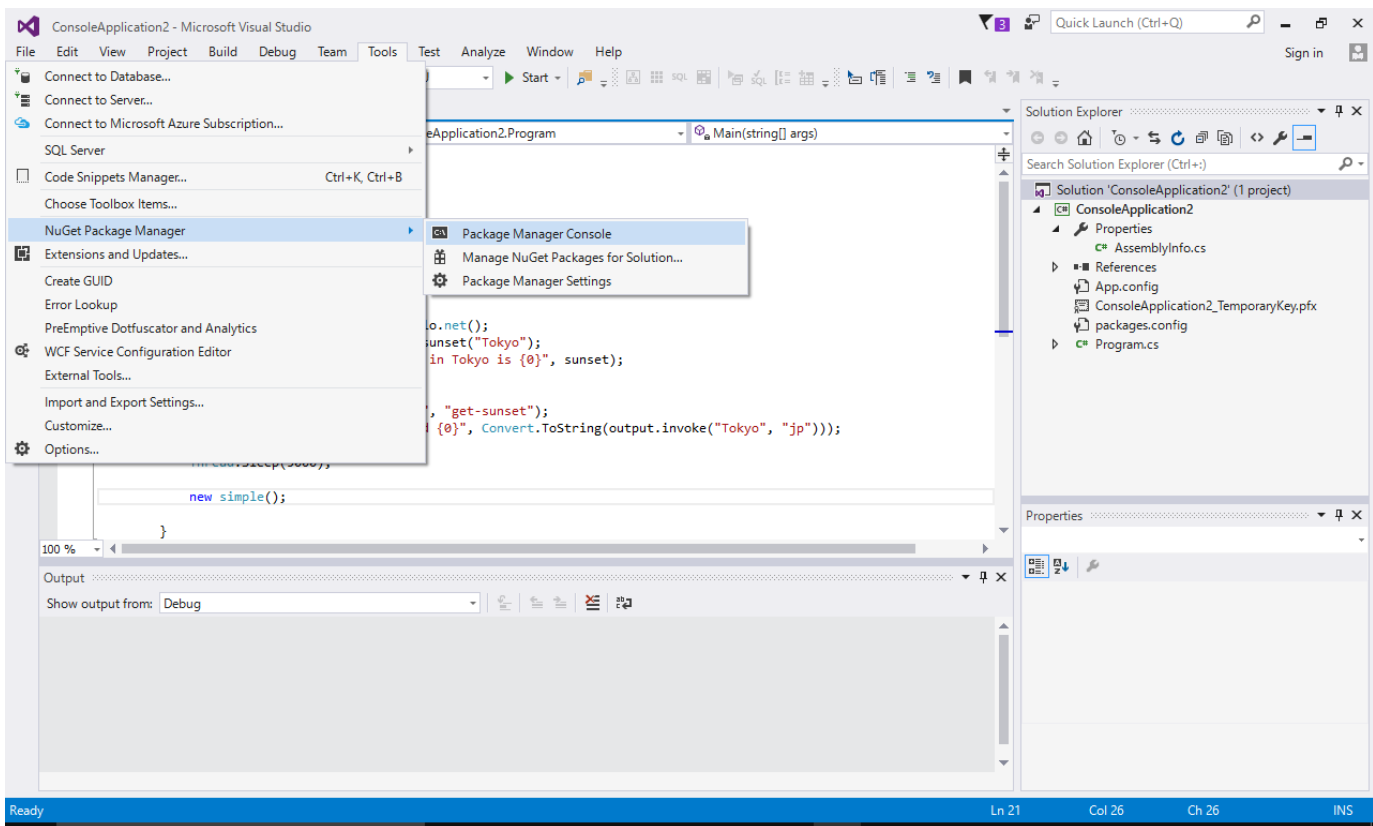 ConsoleApplication2 - Microsoft Visual Studio
3
Quick Launch (Ctrl+Q)
File Edit View Project Build Debug Team Tools Test Analyze Window Help
Sign in
Connect to Database...
Connect to Server...
Connect to Microsoft Azure Subscription...
SQL Server
Code Snippets Manager... Ctrl+K, Ctrl+B
Choose Toolbox Items...
NuGet Package Manager
Extensions and Updates...
Create GUID
Error Lookup
PreEmptive Dotfuscator and Analytics
WCF Service Configuration Editor
External Tools...
Import and Export Settings...
Customize...
Options...
Package Manager Console
Manage NuGet Packages for Solution...
Package Manager Settings
Start
eApplication2.Program
Main(string[] args)
lo.net();
sunset("Tokyo");
in Tokyo is {0}", sunset);
", "get-sunset");
{0}", Convert.ToString(output.invoke("Tokyo", "jp")));
new simple();
}
100 %
Output
Show output from: Debug
Solution Explorer
Search Solution Explorer (Ctrl+:)
Solution 'ConsoleApplication2' (1 project)
C# ConsoleApplication2
Properties
C# AssemblyInfo.cs
References
App.config
ConsoleApplication2_TemporaryKey.pfx
packages.config
C# Program.cs
Properties
Ready
Ln 21 Col 26 Ch 26 INS